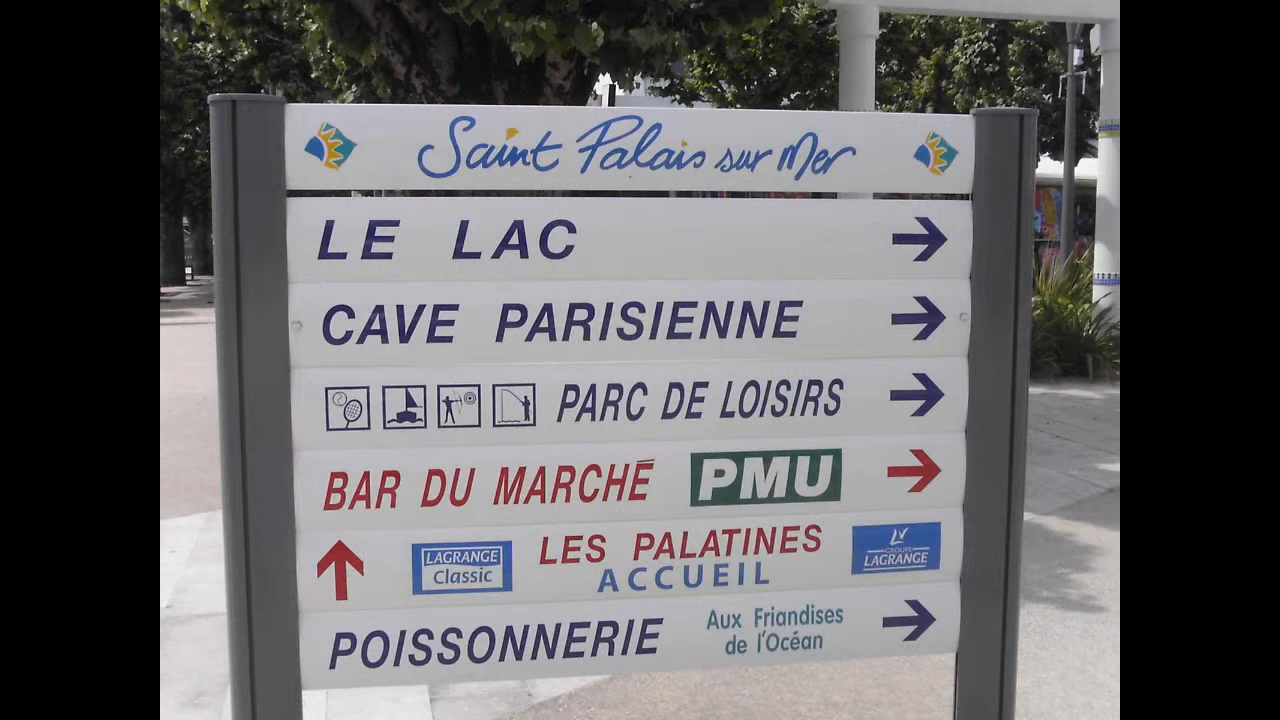 Saint Palais sur Mer
LE LAC
CAVE PARISIENNE
PARC DE LOISIRS
BAR DU MARCHÉ PMU
LAGRANGE
Classic
LES PALATINES
ACCUEIL
GROUPE
LAGRANGE
POISSONNERIE
Aux Friandises
de l'Océan